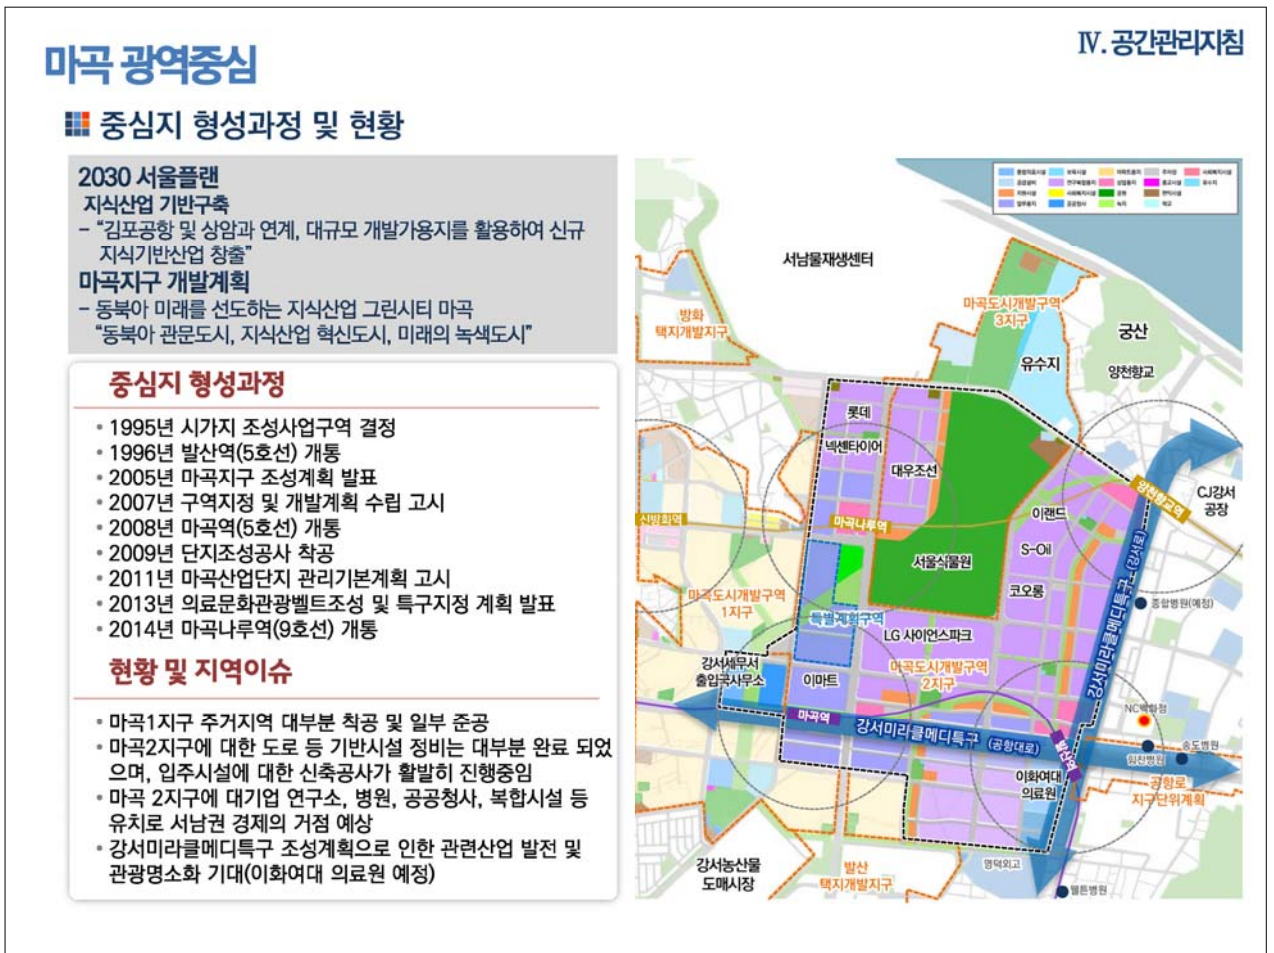 마곡 광역중심
Ⅳ. 공간관리지침
중심지 형성과정 및 현황
2030 서울플랜
지식산업 기반구축
- “김포공항 및 상암과 연계, 대규모 개발가용지를 활용하여 신규
지식기반산업 창출”
마곡지구 개발계획
- 동북아 미래를 선도하는 지식산업 그린시티 마곡
“동북아 관문도시, 지식산업 혁신도시, 미래의 녹색도시”
중심지 형성과정
• 1995년 시가지 조성사업구역 결정
• 1996년 발산역(5호선) 개통
• 2005년 마곡지구 조성계획 발표
• 2007년 구역지정 및 개발계획 수립 고시
• 2008년 마곡역(5호선) 개통
• 2009년 단지조성공사 착공
• 2011년 마곡산업단지 관리기본계획 고시
• 2013년 의료문화관광벨트조성 및 특구지정 계획 발표
• 2014년 마곡나루역(9호선) 개통
현황 및 지역이슈
• 마곡1지구 주거지역 대부분 착공 및 일부 준공
• 마곡2지구에 대한 도로 등 기반시설 정비는 대부분 완료 되었
으며, 입주시설에 대한 신축공사가 활발히 진행중임
• 마곡 2지구에 대기업 연구소, 병원, 공공청사, 복합시설 등
유치로 서남권 경제의 거점 예상
• 강서미라클메디특구 조성계획으로 인한 관련산업 발전 및
관광명소화 기대(이화여대 의료원 예정)
서남물재생센터
마곡도시개발구역
3지구
방화
택지개발지구
유수지
궁산
양천향교
롯데
넥센타이어
대우조선
신방화역
마곡나루역
양천향교역
CJ강서
공장
이랜드
S-Oil
서울식물원
코오롱
마곡도시개발구역
1지구
특별계획구역
종합병원(예정)
강서미라클메디특구 (강서로)
LG 사이언스파크
마곡도시개발구역
2지구
강서세무서
출입국사무소
이마트
마곡역
강서미라클메디특구 (공항대로)
NC백화점
발산역
송도병원
이화여대
의료원
공항로
지구단위계획
강서농산물
도매시장
발산
택지개발지구
명덕외고
웰튼병원